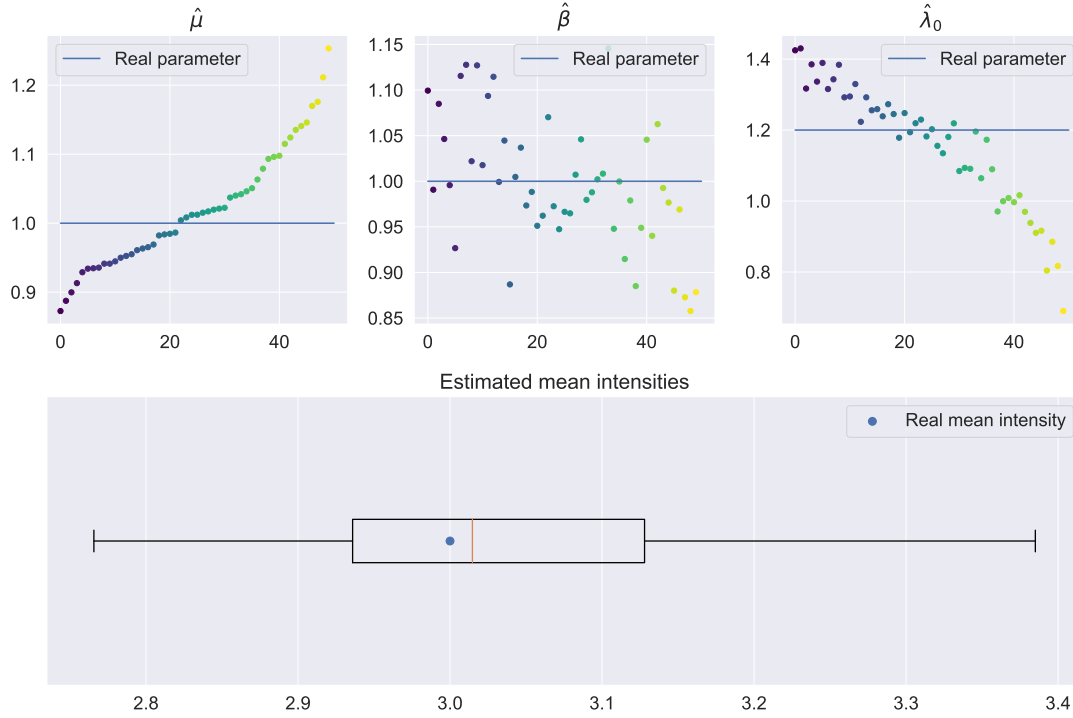 μ̂
β̂
λ̂₀
Real parameter
Real parameter
Real parameter
1.2
1.1
1.0
0.9
1.15
1.10
1.05
1.00
0.95
0.90
0.85
1.4
1.2
1.0
0.8
0 20 40
0 20 40
0 20 40
Estimated mean intensities
Real mean intensity
2.8 2.9 3.0 3.1 3.2 3.3 3.4